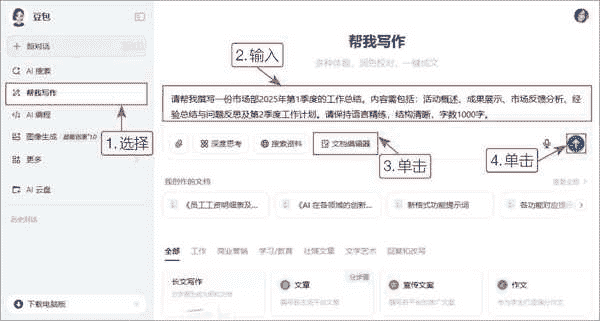 豆包
新对话
AI 搜索
帮我写作
AI 编程
图像生成
更多
AI 云盘
历史对话
下载电脑版
1.选择
2.输入
帮我写作
多种体裁，润色校对，一键成文
请帮我撰写一份市场部2025年第1季度的工作总结。内容需包括：活动概述、成果展示、市场反馈分析、经
验总结与问题反思及第2季度工作计划。请保持语言精练，结构清晰，字数1000字。
深度思考
搜索资料
文档编辑器
3.单击
4.单击
我创作的文档
查看全部
《员工工资明细表及...
《AI 在各领域的创新...
新格式功能提示词
各功能对应提示
全部 工作 商业营销 学习/教育 社媒文章 文学艺术 回复和改写
长文写作
分步骤
文章
宣传文案
作文